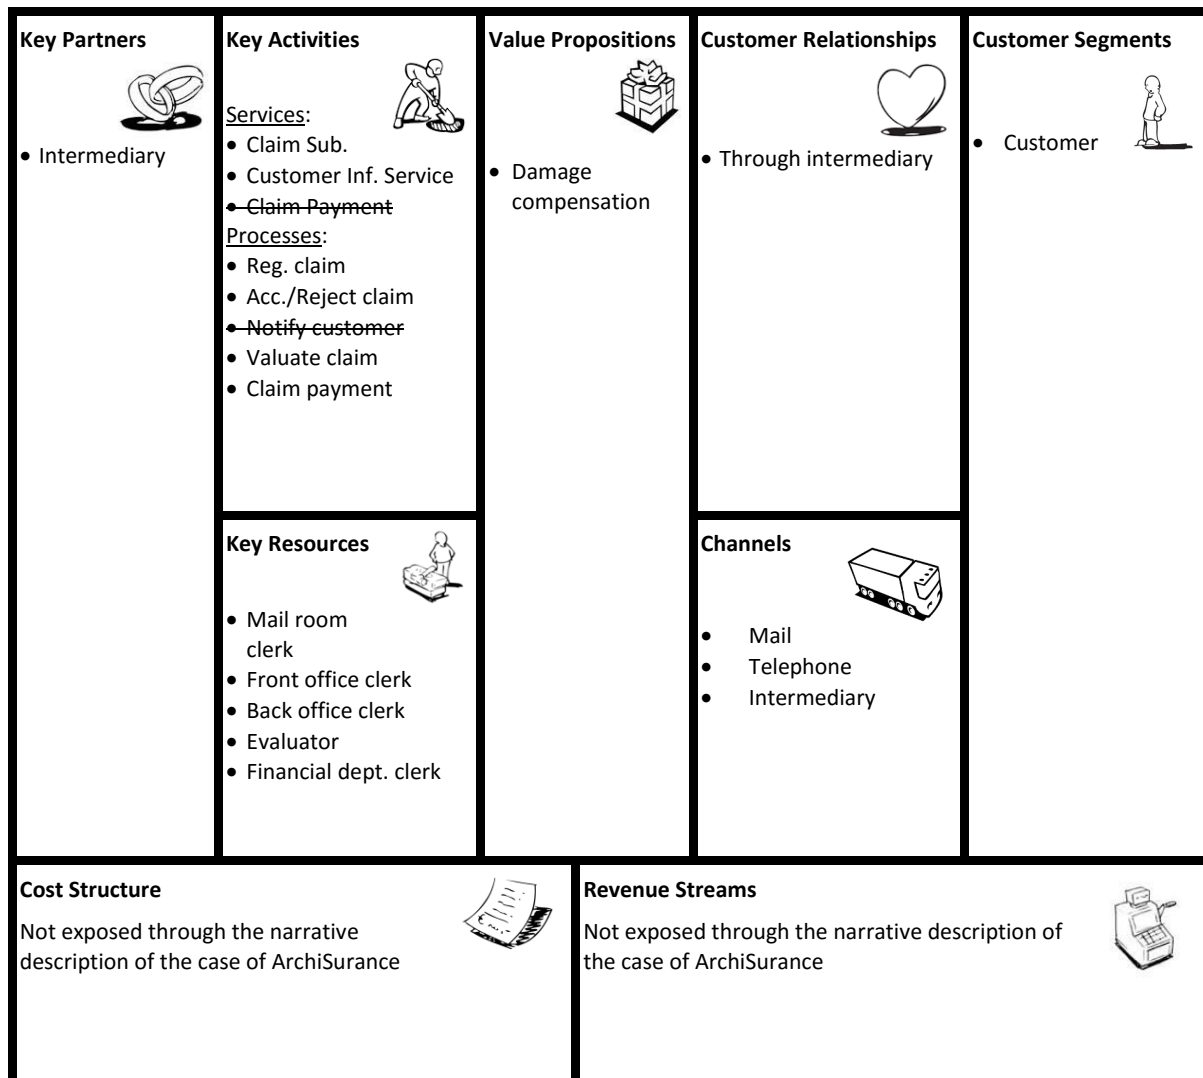 Key Partners
• Intermediary
Key Activities
Services:
• Claim Sub.
• Customer Inf. Service
• Claim Payment
Processes:
• Reg. claim
• Acc./Reject claim
• Notify customer
• Valuate claim
• Claim payment
Key Resources
• Mail room
clerk
• Front office clerk
• Back office clerk
• Evaluator
• Financial dept. clerk
Value Propositions
• Damage
compensation
Customer Relationships
• Through intermediary
Channels
• Mail
• Telephone
• Intermediary
Customer Segments
• Customer
Cost Structure
Not exposed through the narrative
description of the case of ArchiSurance
Revenue Streams
Not exposed through the narrative description of
the case of ArchiSurance